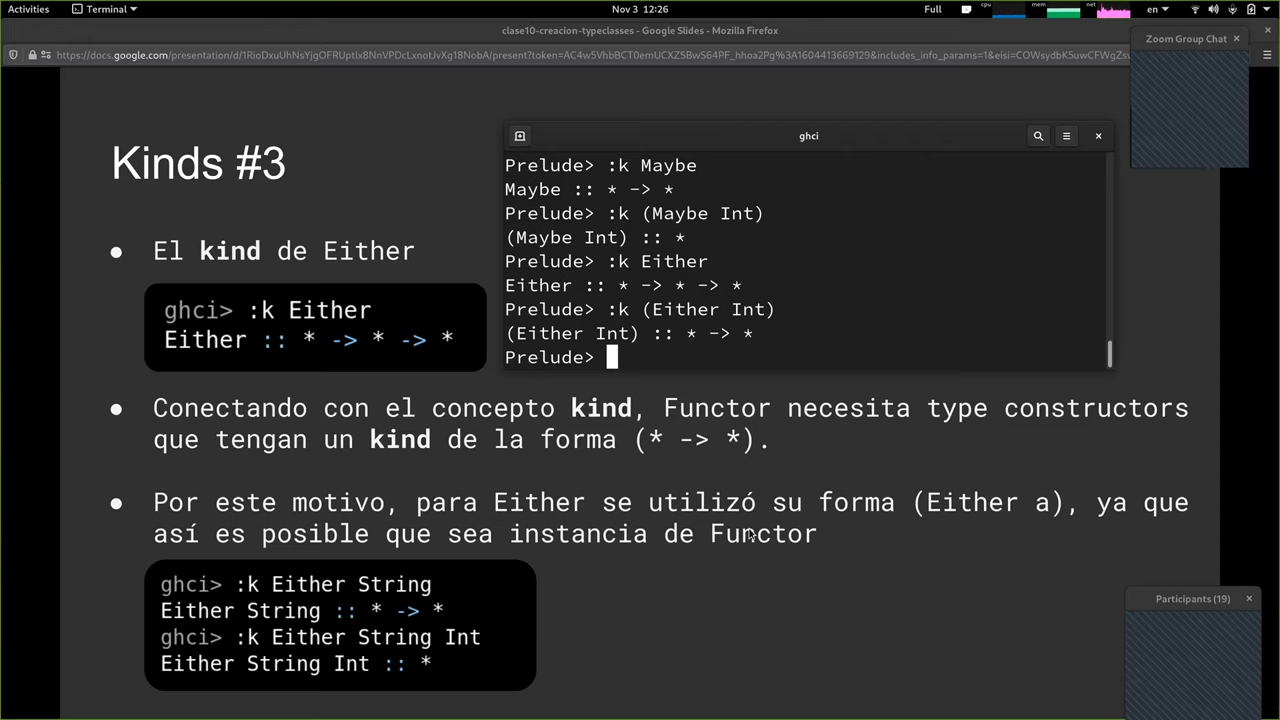 Activities
Terminal
Nov 3 12:26
Full
cpu
mem
net
en
clase10-creacion-typeclasses - Google Slides - Mozilla Firefox
Zoom Group Chat
Kinds #3
ghci
Prelude> :k Maybe
Maybe :: * -> *
Prelude> :k (Maybe Int)
(Maybe Int) :: *
Prelude> :k Either
Either :: * -> * -> *
Prelude> :k (Either Int)
(Either Int) :: * -> *
Prelude>
● El kind de Either
ghci> :k Either
Either :: * -> * -> *
● Conectando con el concepto kind, Functor necesita type constructors
que tengan un kind de la forma (* -> *).
● Por este motivo, para Either se utilizó su forma (Either a), ya que
así es posible que sea instancia de Functor
ghci> :k Either String
Either String :: * -> *
ghci> :k Either String Int
Either String Int :: *
Participants (19)